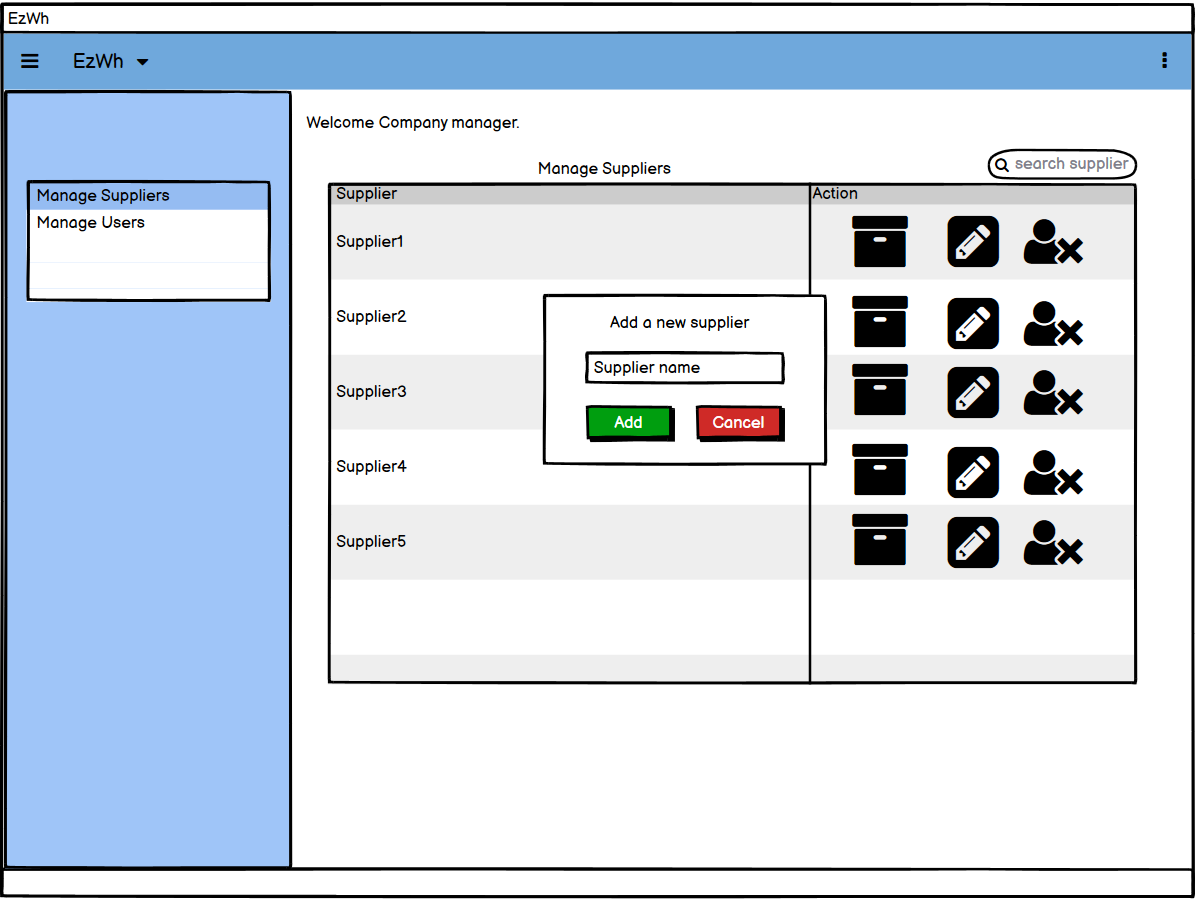 EzWh
EzWh
Welcome Company manager.
Manage Suppliers
search supplier
Manage Suppliers
Manage Users
Supplier
Action
Supplier1
Supplier2
Add a new supplier
Supplier name
Supplier3
Add
Cancel
Supplier4
Supplier5